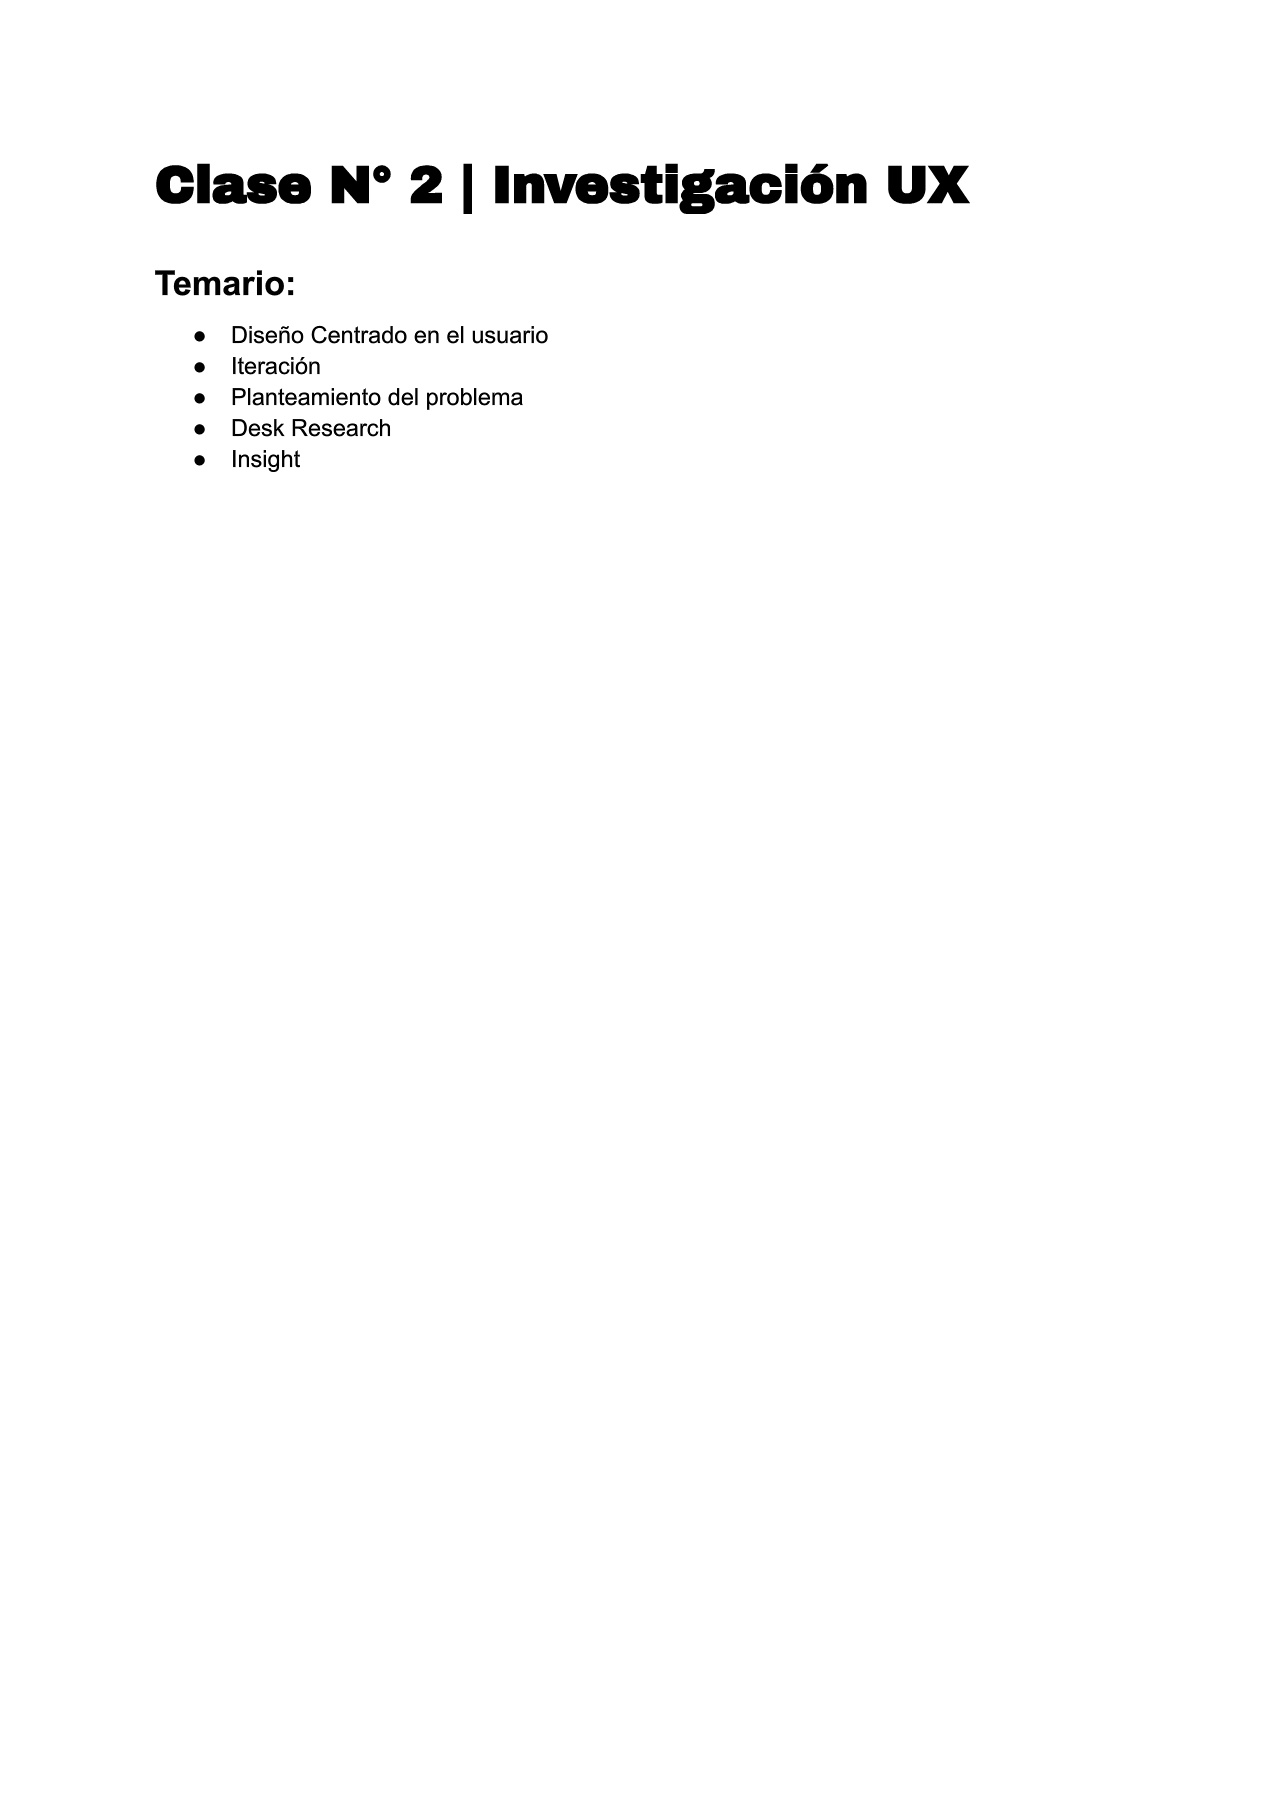 Clase N° 2 | Investigación UX
Temario:
● Diseño Centrado en el usuario
● Iteración
● Planteamiento del problema
● Desk Research
● Insight